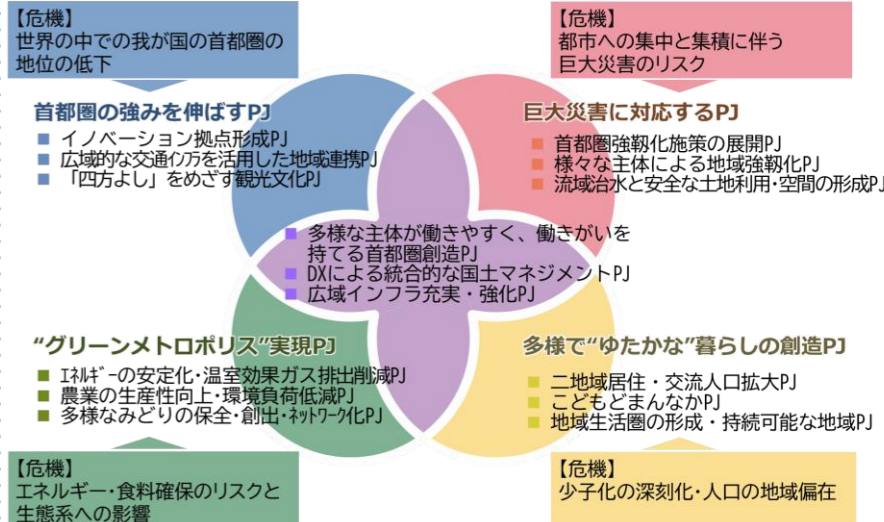 【危機】
世界の中での我が国の首都圏の
地位の低下
【危機】
都市への集中と集積に伴う
巨大災害のリスク
首都圏の強みを伸ばすPJ
■ イノベーション拠点形成PJ
■ 広域的な交通インフラを活用した地域連携PJ
■ 「四方よし」をめざす観光文化PJ
巨大災害に対応するPJ
■ 首都圏強靱化施策の展開PJ
■ 様々な主体による地域強靱化PJ
■ 流域治水と安全な土地利用・空間の形成PJ
■ 多様な主体が働きやすく、働きがいを
持てる首都圏創造PJ
■ DXによる統合的な国土マネジメントPJ
■ 広域インフラ充実・強化PJ
“グリーンメトロポリス”実現PJ
■ エネルギーの安定化・温室効果ガス排出削減PJ
■ 農業の生産性向上・環境負荷低減PJ
■ 多様なみどりの保全・創出・ネットワーク化PJ
多様で“ゆたかな”暮らしの創造PJ
■ 二地域居住・交流人口拡大PJ
■ こどもどまんなかPJ
■ 地域生活圏の形成・持続可能な地域PJ
【危機】
エネルギー・食料確保のリスクと
生態系への影響
【危機】
少子化の深刻化・人口の地域偏在